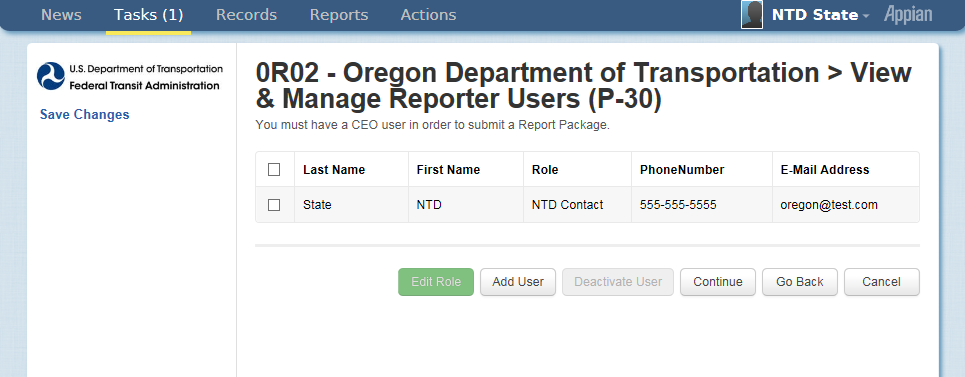 News Tasks (1) Records Reports Actions NTD State Appian
U.S. Department of Transportation
Federal Transit Administration
Save Changes
0R02 - Oregon Department of Transportation > View
& Manage Reporter Users (P-30)
You must have a CEO user in order to submit a Report Package.
Last Name First Name Role PhoneNumber E-Mail Address
State NTD NTD Contact 555-555-5555 oregon@test.com
Edit Role Add User Deactivate User Continue Go Back Cancel